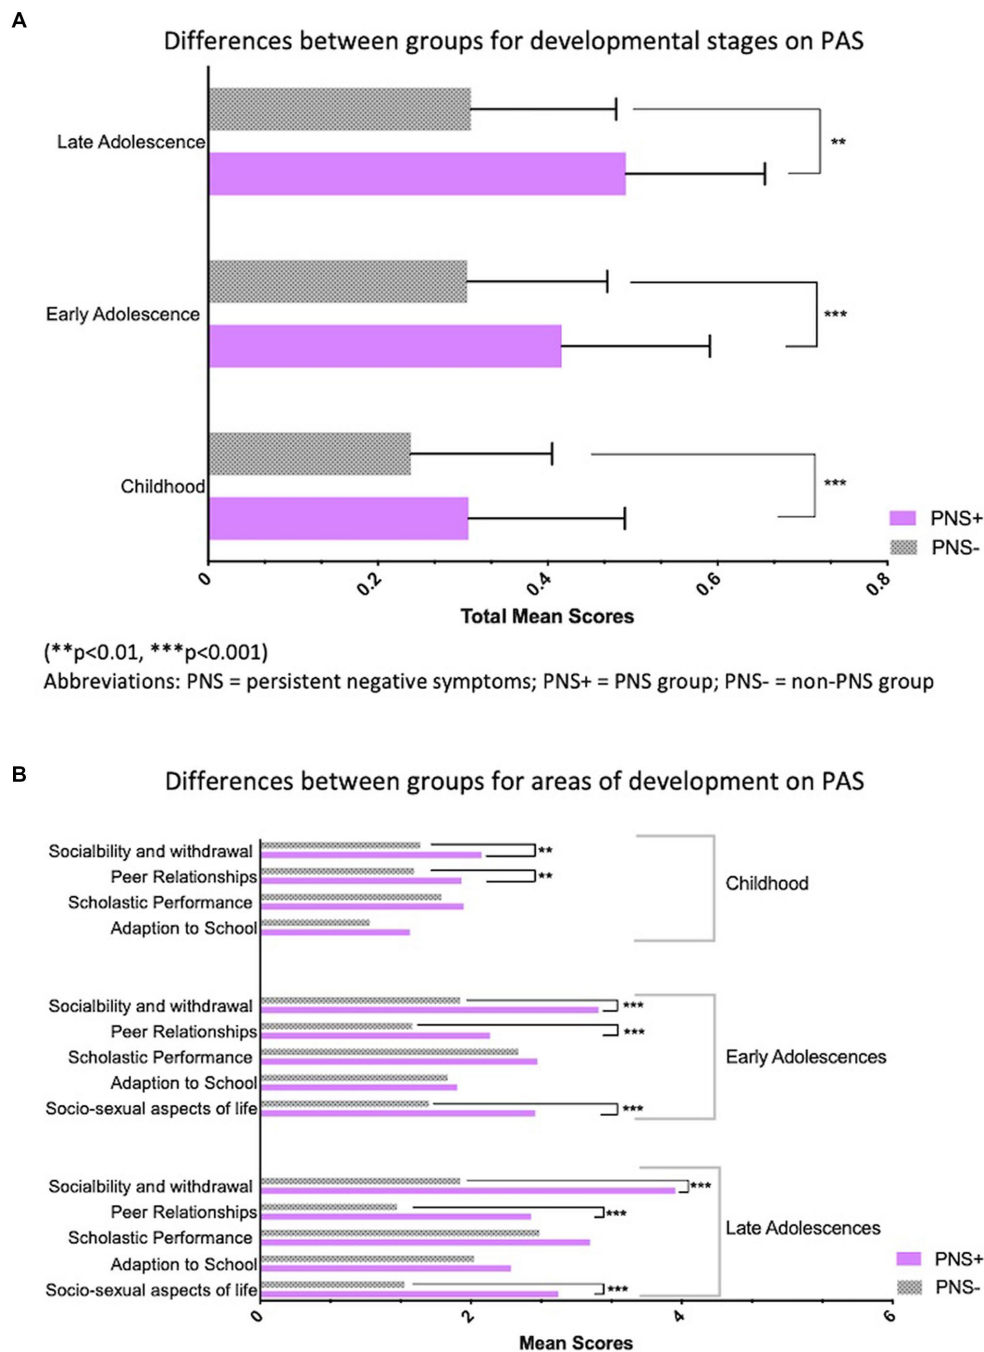 A
Differences between groups for developmental stages on PAS
Late Adolescence
**
Early Adolescence
***
Childhood
***
PNS+
PNS-
0 0.2 0.4 0.6 0.8
Total Mean Scores
(**p<0.01, ***p<0.001)
Abbreviations: PNS = persistent negative symptoms; PNS+ = PNS group; PNS- = non-PNS group
B
Differences between groups for areas of development on PAS
Socialbility and withdrawal **
Peer Relationships **
Scholastic Performance
Adaption to School
Childhood
Socialbility and withdrawal ***
Peer Relationships ***
Scholastic Performance
Adaption to School
Socio-sexual aspects of life ***
Early Adolescences
Socialbility and withdrawal ***
Peer Relationships ***
Scholastic Performance
Adaption to School
Socio-sexual aspects of life ***
Late Adolescences
PNS+
PNS-
0 2 4 6
Mean Scores